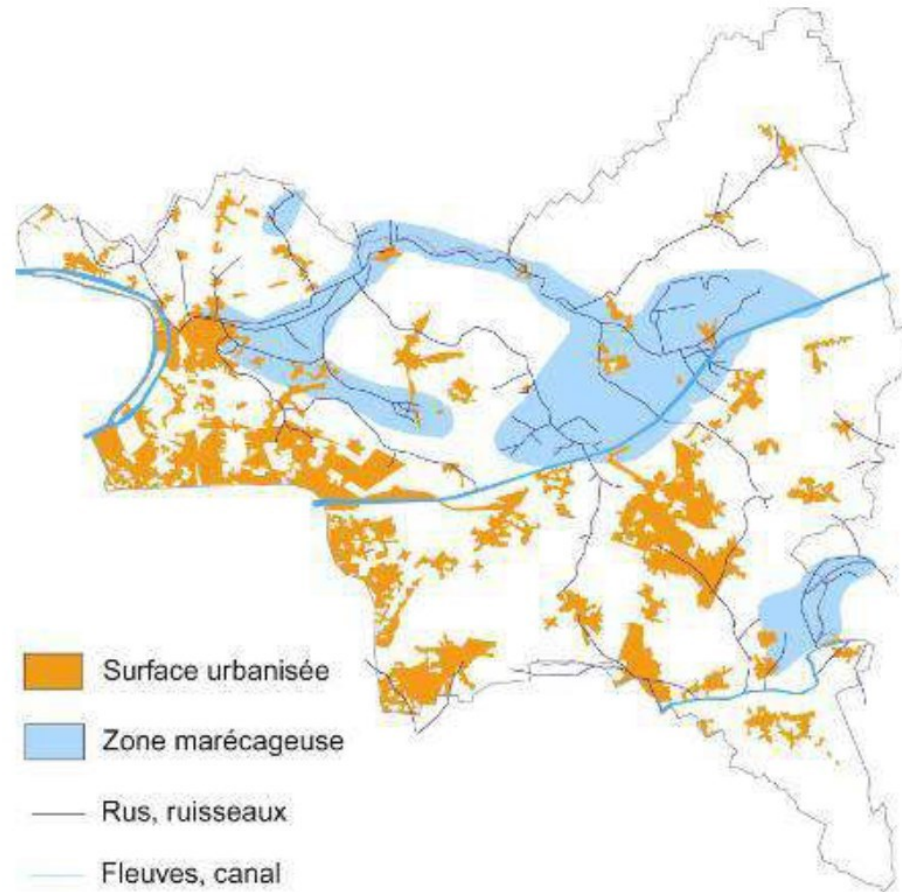 Surface urbanisée
Zone marécageuse
Rus, ruisseaux
Fleuves, canal